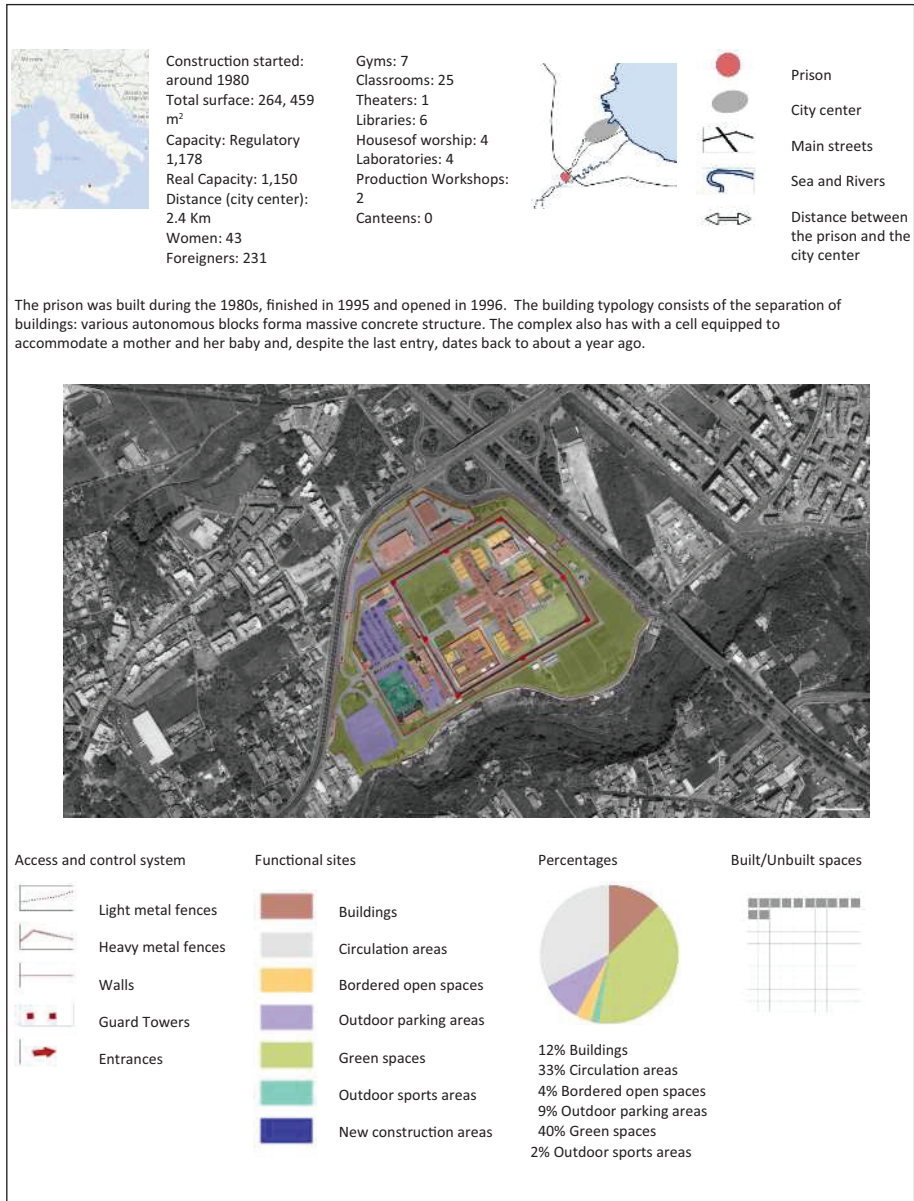 Italia
Construction started:
around 1980
Total surface: 264, 459
m²
Capacity: Regulatory
1,178
Real Capacity: 1,150
Distance (city center):
2.4 Km
Women: 43
Foreigners: 231
Gyms: 7
Classrooms: 25
Theaters: 1
Libraries: 6
Housesof worship: 4
Laboratories: 4
Production Workshops:
2
Canteens: 0
Prison
City center
Main streets
Sea and Rivers
Distance between
the prison and the
city center
The prison was built during the 1980s, finished in 1995 and opened in 1996. The building typology consists of the separation of
buildings: various autonomous blocks forma massive concrete structure. The complex also has with a cell equipped to
accommodate a mother and her baby and, despite the last entry, dates back to about a year ago.
Access and control system
Light metal fences
Heavy metal fences
Walls
Guard Towers
Entrances
Functional sites
Buildings
Circulation areas
Bordered open spaces
Outdoor parking areas
Green spaces
Outdoor sports areas
New construction areas
Percentages
12% Buildings
33% Circulation areas
4% Bordered open spaces
9% Outdoor parking areas
40% Green spaces
2% Outdoor sports areas
Built/Unbuilt spaces